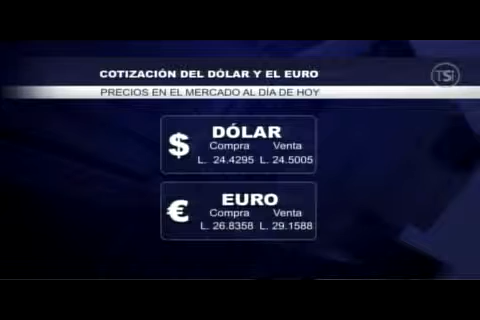 COTIZACIÓN DEL DÓLAR Y EL EURO
TSi
PRECIOS EN EL MERCADO AL DÍA DE HOY
$ DÓLAR
Compra Venta
L. 24.4295 L. 24.5005
€ EURO
Compra Venta
L. 26.8358 L. 29.1588